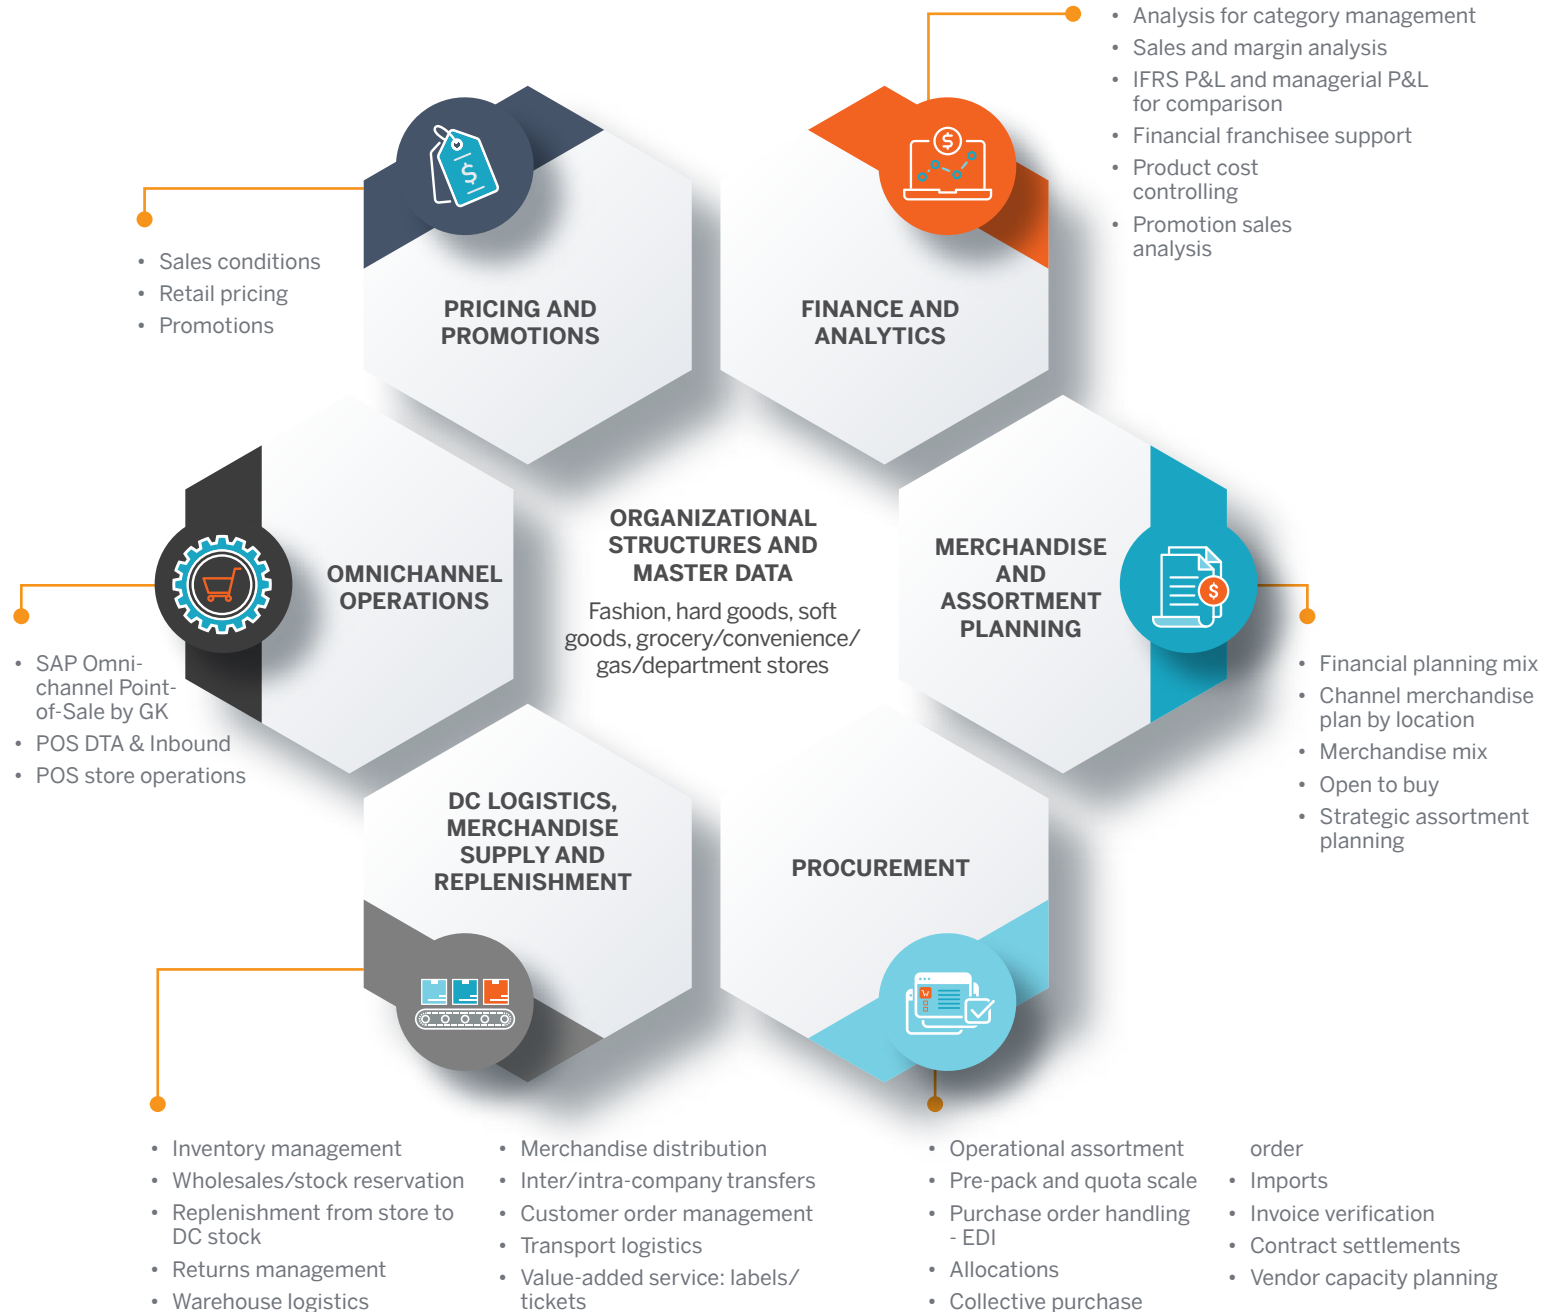 • Analysis for category management
• Sales and margin analysis
• IFRS P&L and managerial P&L
for comparison
• Financial franchisee support
• Product cost
controlling
• Promotion sales
analysis
$
$
• Sales conditions
• Retail pricing
• Promotions
PRICING AND
PROMOTIONS
FINANCE AND
ANALYTICS
OMNICHANNEL
OPERATIONS
ORGANIZATIONAL
STRUCTURES AND
MASTER DATA
Fashion, hard goods, soft
goods, grocery/convenience/
gas/department stores
MERCHANDISE
AND
ASSORTMENT
PLANNING
$
• SAP Omni-
channel Point-
of-Sale by GK
• POS DTA & Inbound
• POS store operations
• Financial planning mix
• Channel merchandise
plan by location
• Merchandise mix
• Open to buy
• Strategic assortment
planning
DC LOGISTICS,
MERCHANDISE
SUPPLY AND
REPLENISHMENT
PROCUREMENT
• Inventory management
• Wholesales/stock reservation
• Replenishment from store to
DC stock
• Returns management
• Warehouse logistics
• Merchandise distribution
• Inter/intra-company transfers
• Customer order management
• Transport logistics
• Value-added service: labels/
tickets
• Operational assortment
• Pre-pack and quota scale
• Purchase order handling
- EDI
• Allocations
• Collective purchase
order
• Imports
• Invoice verification
• Contract settlements
• Vendor capacity planning